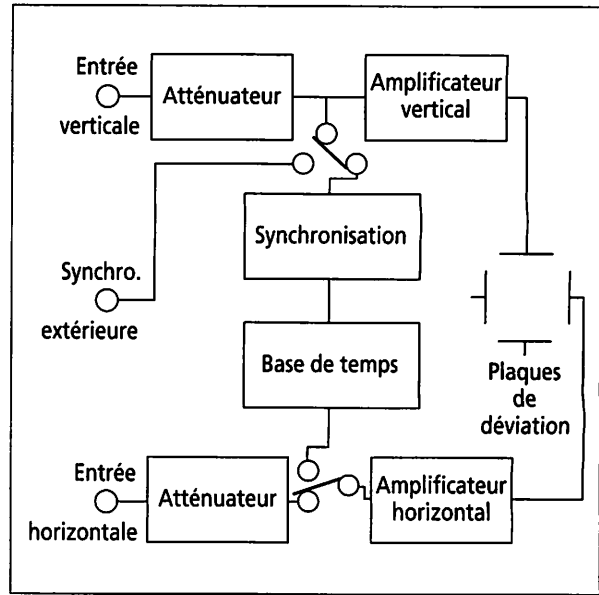 Entrée
verticale
Atténuateur
Amplificateur
vertical
Synchronisation
Synchro.
extérieure
Base de temps
Plaques
de
déviation
Entrée
horizontale
Atténuateur
Amplificateur
horizontal